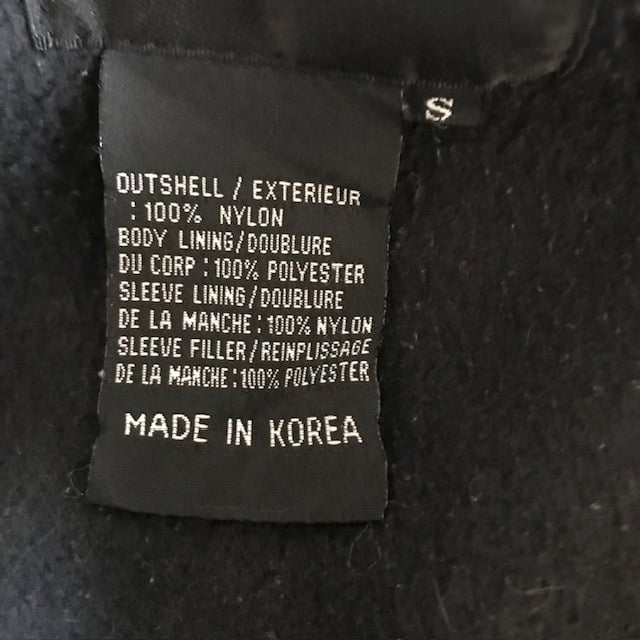 S
OUTSHELL / EXTERIEUR
: 100% NYLON
BODY LINING/DOUBLURE
DU CORP : 100% POLYESTER
SLEEVE LINING/DOUBLURE
DE LA MANCHE : 100% NYLON
SLEEVE FILLER/REINPLISSAGE
DE LA MANCHE : 100% POLYESTER
MADE IN KOREA